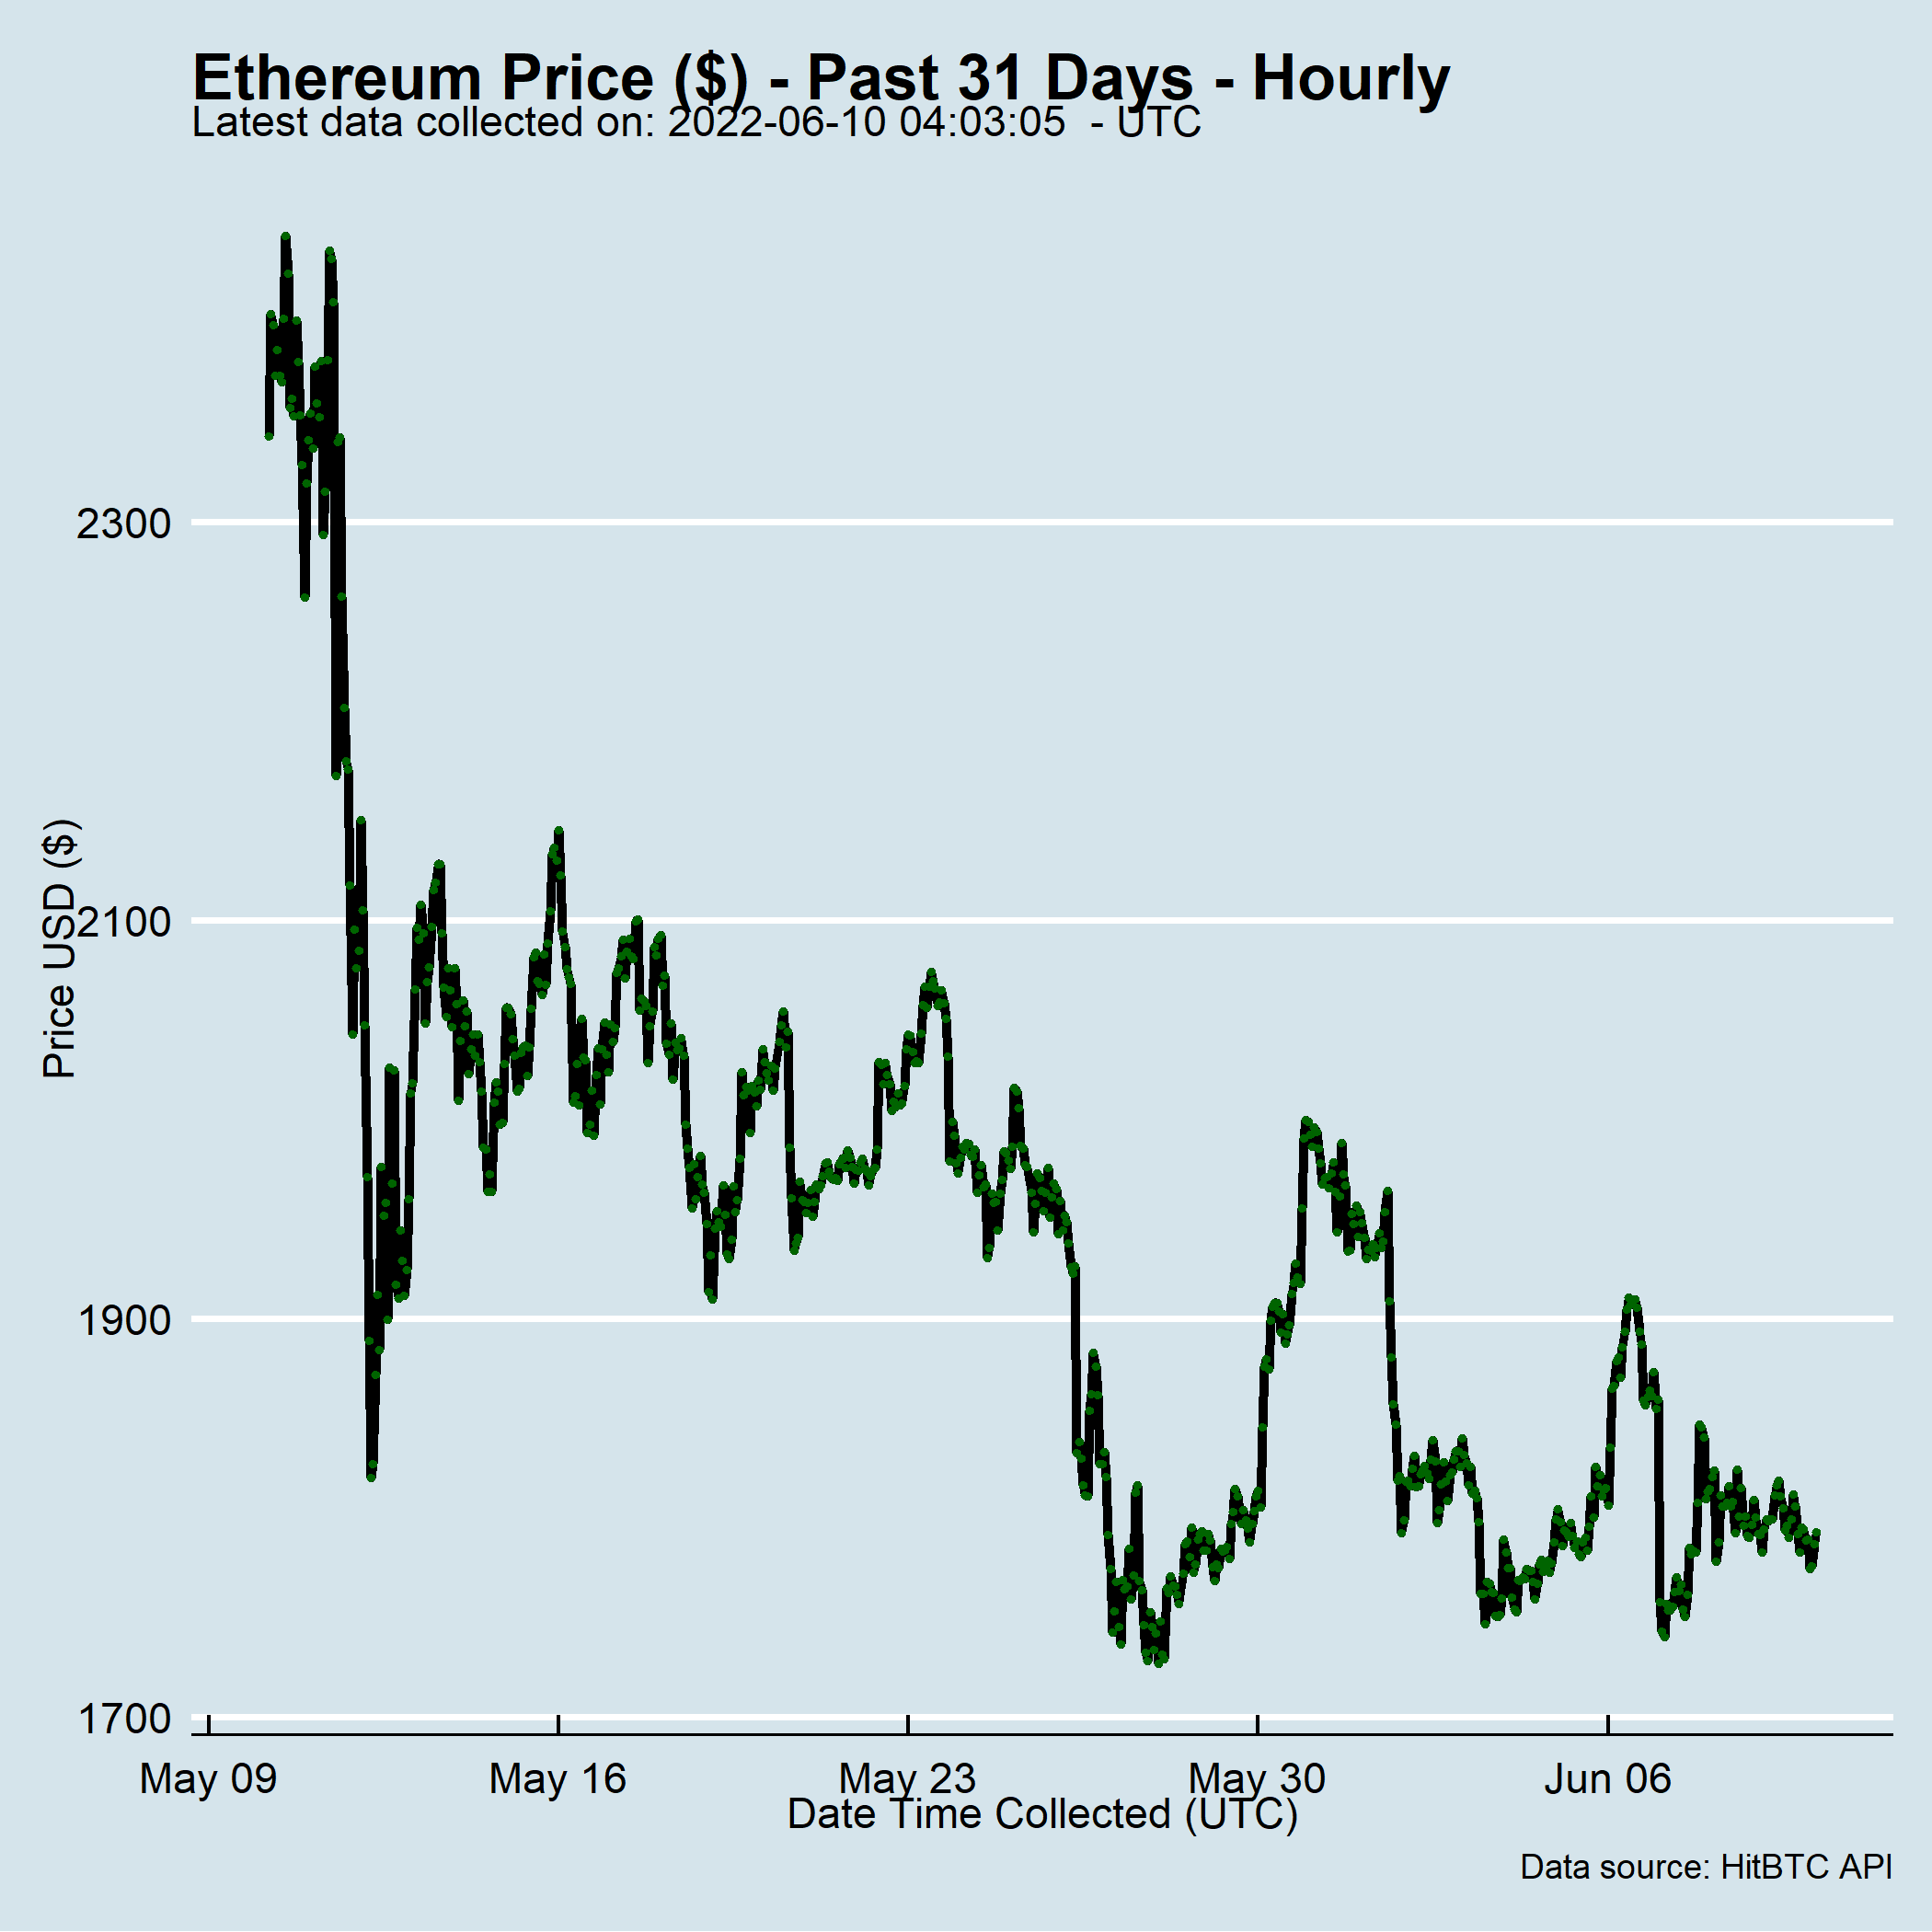 Ethereum Price ($) - Past 31 Days - Hourly
Latest data collected on: 2022-06-10 04:03:05  - UTC
Price USD ($)
2300
2100
1900
1700
May 09
May 16
May 23
May 30
Jun 06
Date Time Collected (UTC)
Data source: HitBTC API